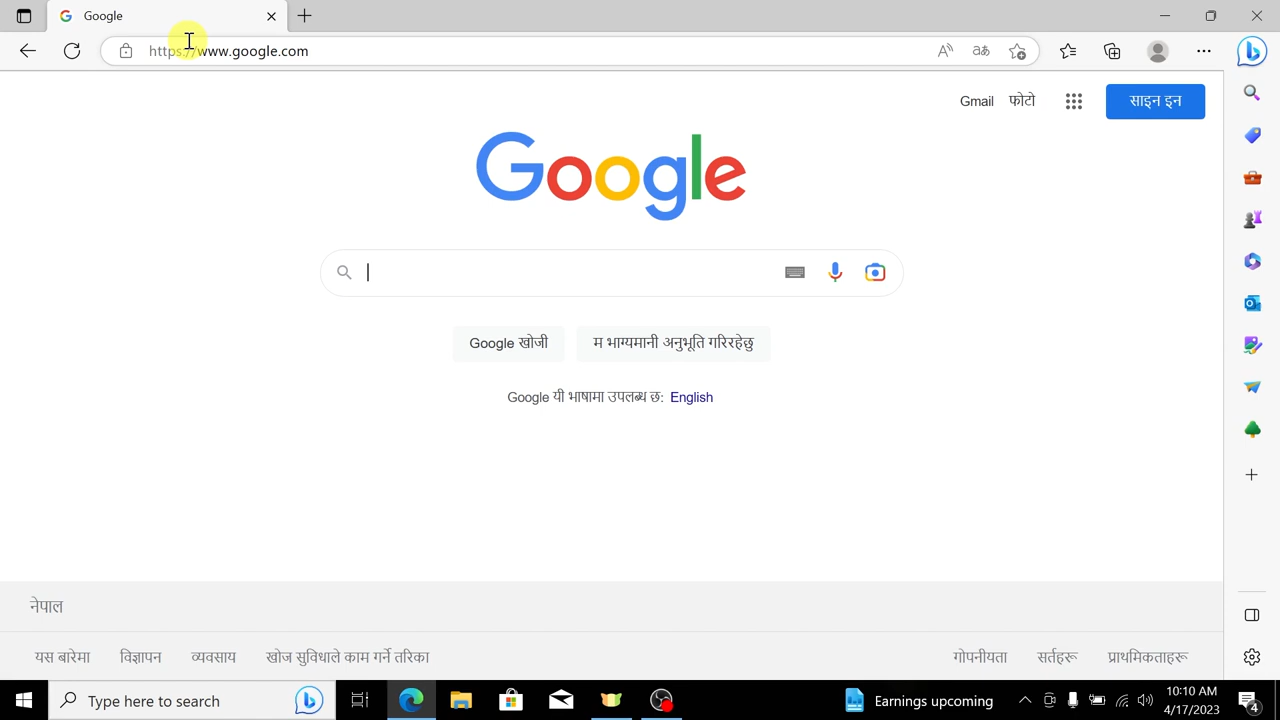 Google
https://www.google.com
Gmail फोटो साइन इन
Google
Google खोजी म भाग्यमानी अनुभूति गरिरहेछु
Google यी भाषामा उपलब्ध छ: English
नेपाल
यस बारेमा विज्ञापन व्यवसाय खोज सुविधाले काम गर्ने तरिका गोपनीयता सर्तहरू प्राथमिकताहरू
Type here to search Earnings upcoming 10:10 AM
4/17/2023 4